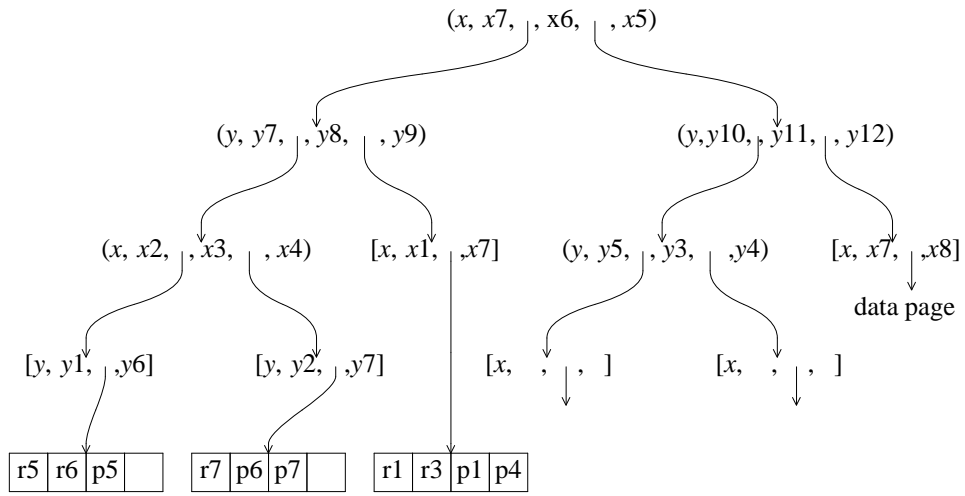 (x, x7, , x6, , x5)
(y, y7, , y8, , y9) (y,y10, , y11, , y12)
(x, x2, , x3, , x4) [x, x1, ,x7] (y, y5, , y3, ,y4) [x, x7, ,x8]
data page
[y, y1, ,y6] [y, y2, ,y7] [x, , , ] [x, , , ]
r5 r6 p5 r7 p6 p7 r1 r3 p1 p4